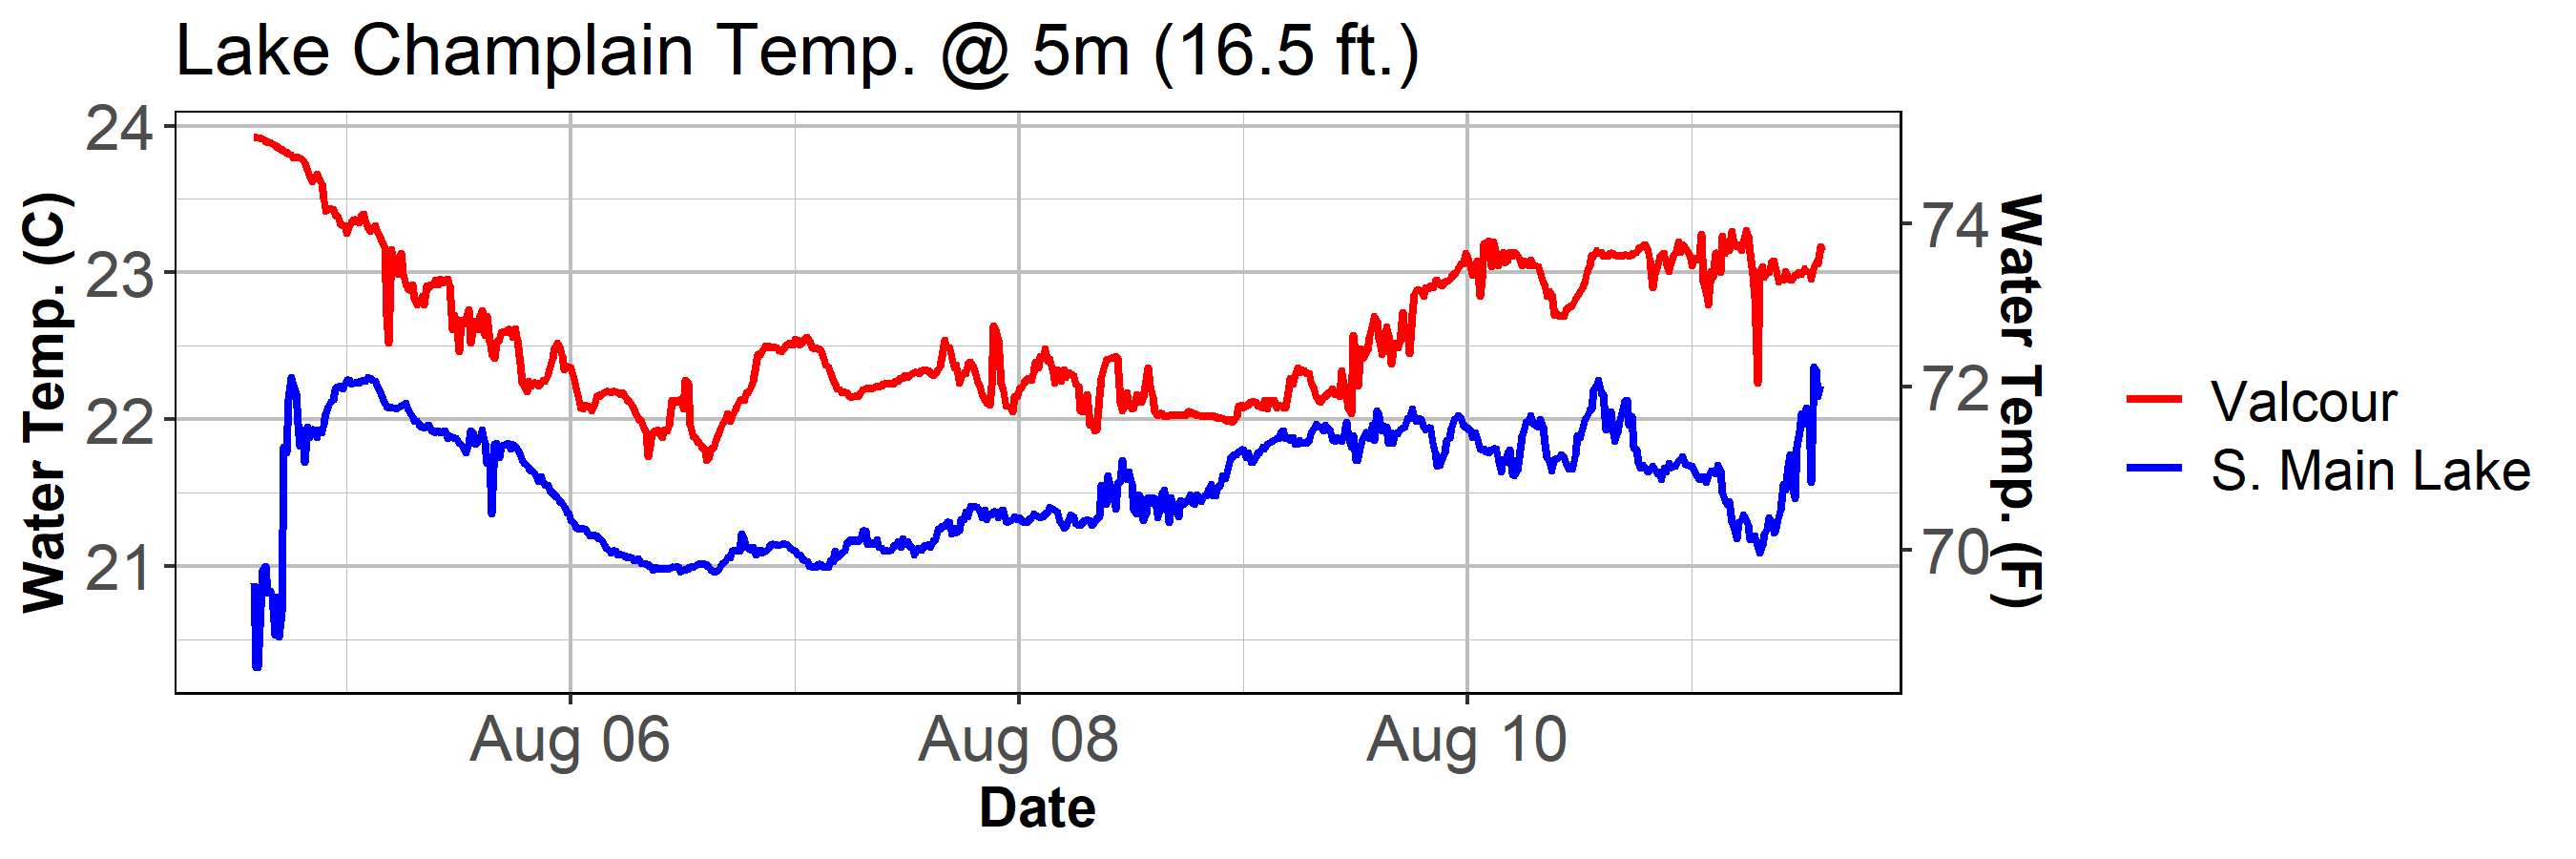 Lake Champlain Temp. @ 5m (16.5 ft.)
Water Temp. (C)
24
23
22
21
74
72
70
Water Temp. (F)
Aug 06
Aug 08
Aug 10
Date
Valcour
S. Main Lake